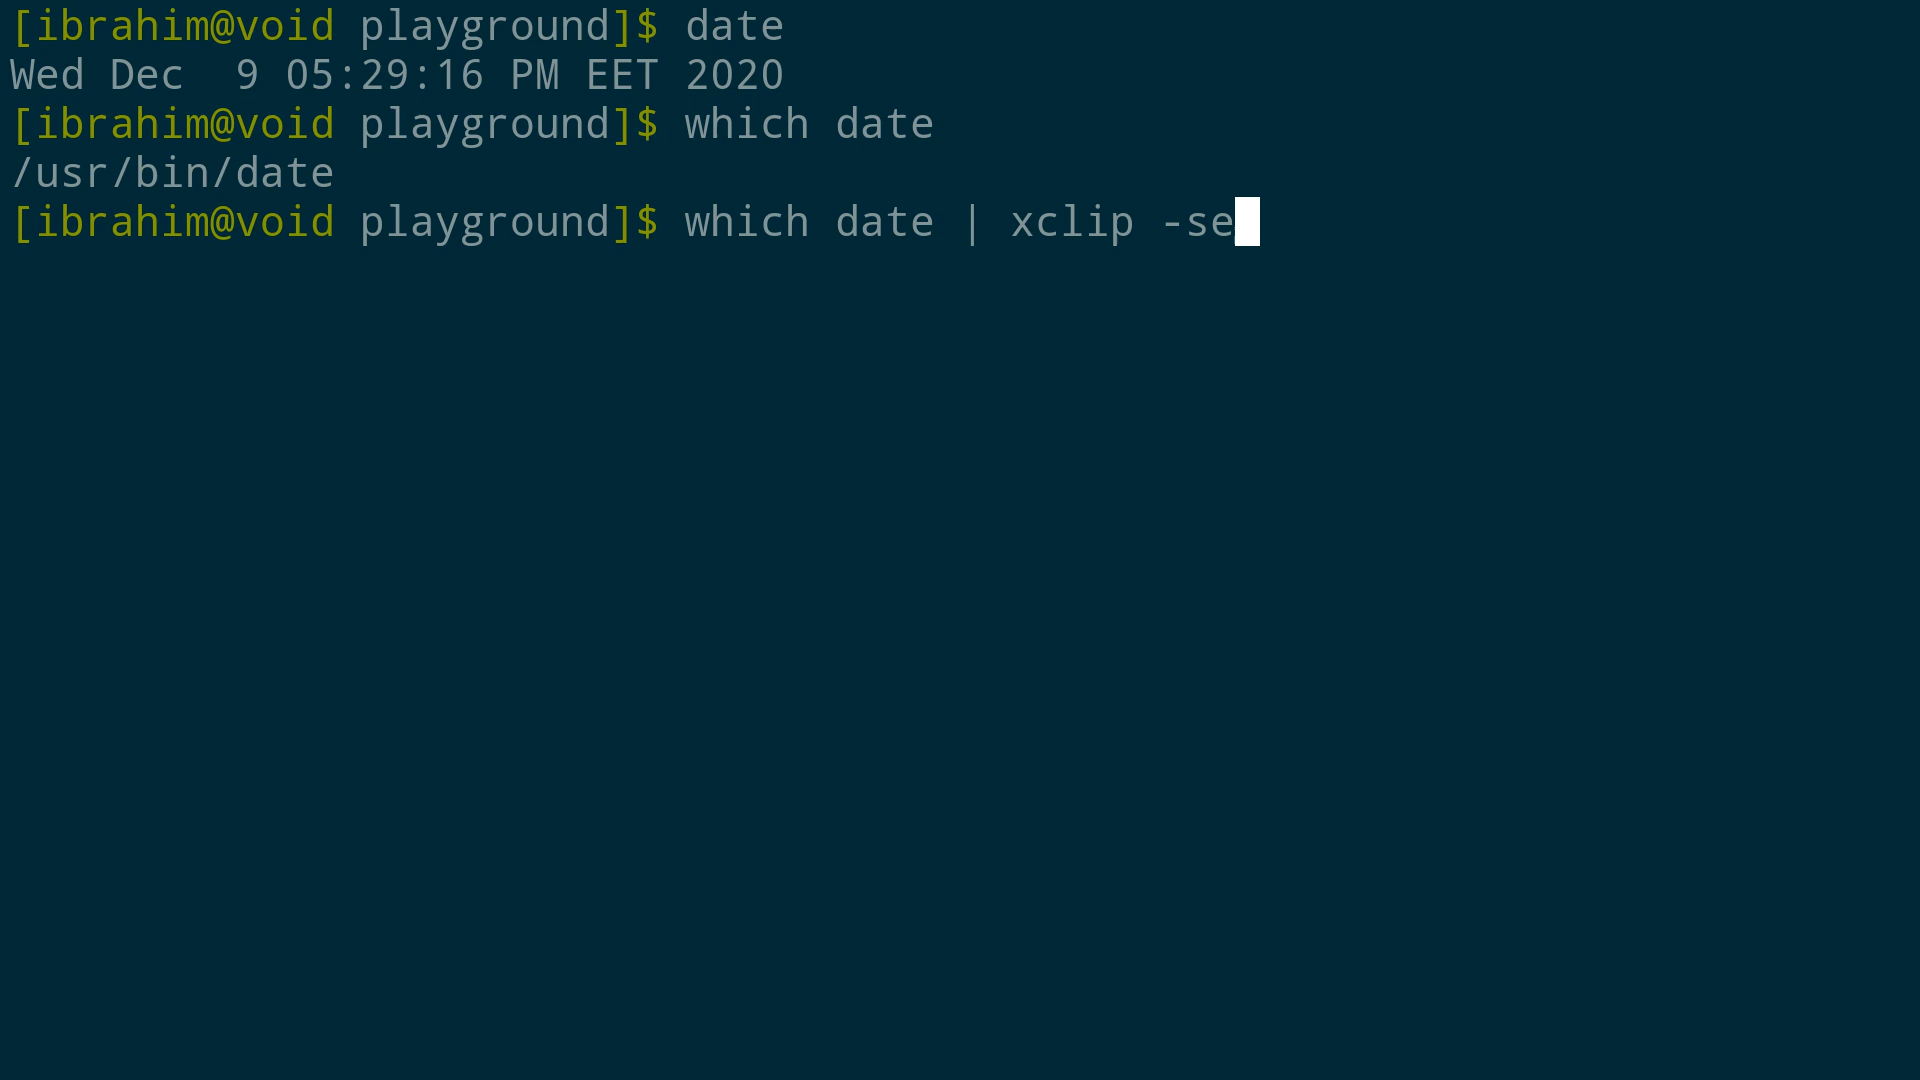 [ibrahim@void playground]$ date
Wed Dec  9 05:29:16 PM EET 2020
[ibrahim@void playground]$ which date
/usr/bin/date
[ibrahim@void playground]$ which date | xclip -se